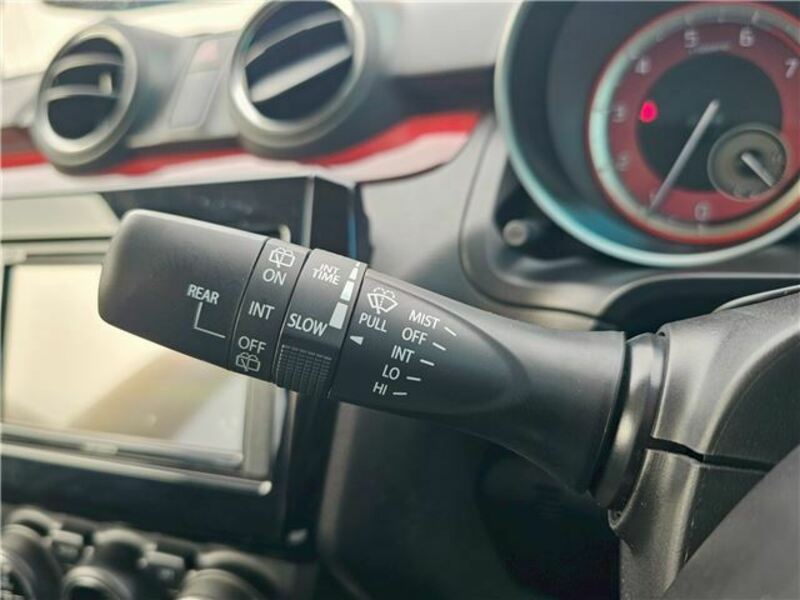 REAR
ON
INT
OFF
INT
TIME
SLOW
PULL
MIST
OFF
INT
LO
HI
5
6
7
4
3
2
1
0